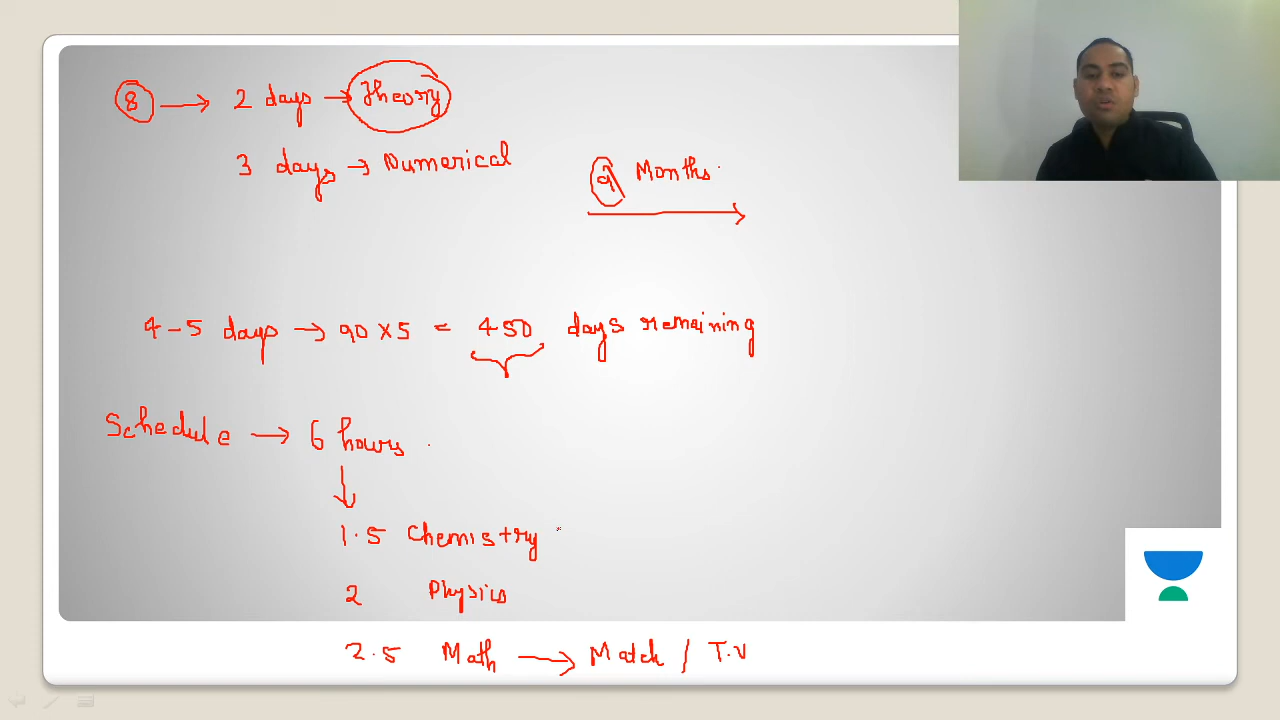 8 → 2 days → Theory
3 days → Numerical
9 Months
4-5 days → 90 x 5 = 450 days remaining
Schedule → 6 hours
1.5 Chemistry
2 Physics
2.5 Math → Match / T.V